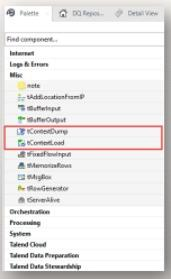 Palette DQ Repos... Detail View
Find component...
Internet
Logs & Errors
Misc
note
tAddLocationFromIP
tBufferInput
tBufferOutput
tContextDump
tContextLoad
tFixedFlowInput
tMemorizeRows
tMsgBox
tRowGenerator
tServerAlive
Orchestration
Processing
System
Talend Cloud
Talend Data Preparation
Talend Data Stewardship